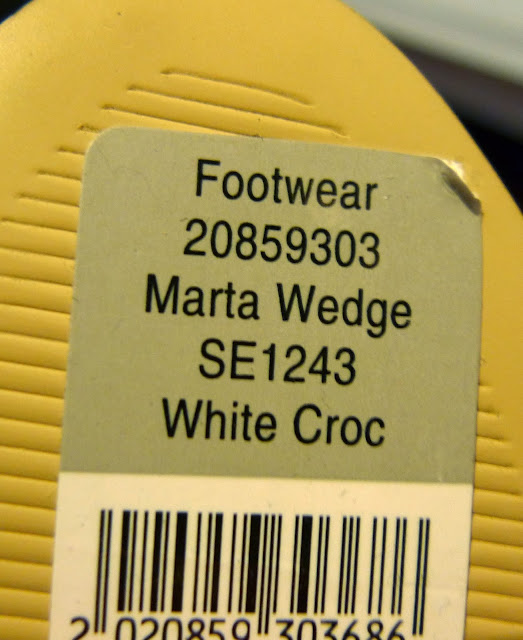 Footwear
20859303
Marta Wedge
SE1243
White Croc
2 020859 303686